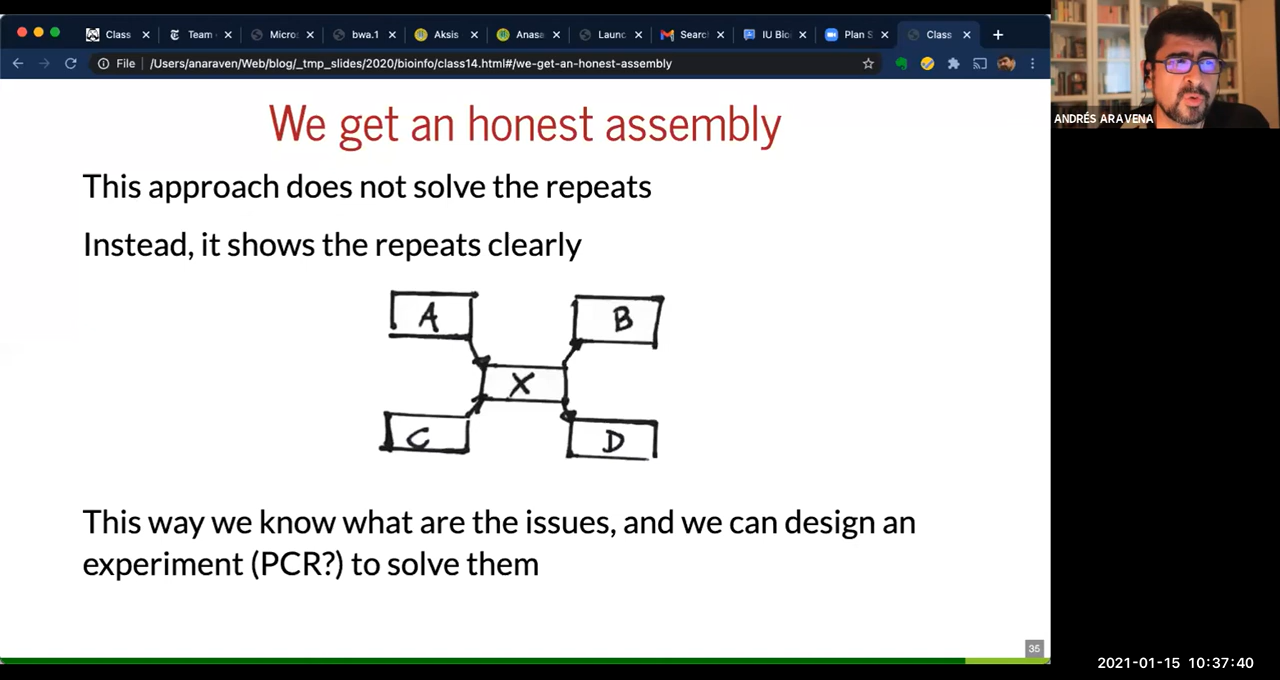 Class
Team
Micro:
bwa.1
Aksis
Anasa
Launc
Search
IU Bio
Plan S
Class
File | /Users/anaraven/Web/blog/_tmp_slides/2020/bioinfo/class14.html#/we-get-an-honest-assembly
ANDRÉS ARAVENA
We get an honest assembly
This approach does not solve the repeats
Instead, it shows the repeats clearly
A
B
X
C
D
This way we know what are the issues, and we can design an
experiment (PCR?) to solve them
35
2021-01-15 10:37:40